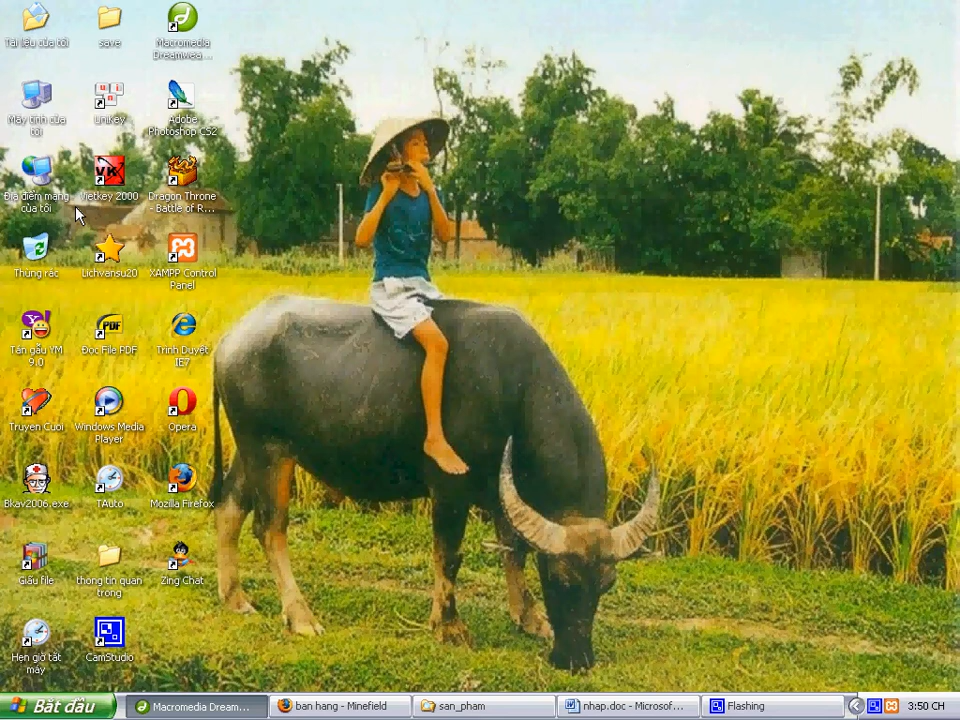 Tài liệu của tôi
save
Macromedia
Dreamwea...
Máy tính của
tôi
Unikey
Adobe
Photoshop CS2
Địa điểm mạng
của tôi
Vietkey 2000
Dragon Throne
- Battle of R...
Thùng rác
Lichvansu20
XAMPP Control
Panel
Tán gẫu YM
9.0
Đọc File PDF
Trình Duyệt
IE7
Truyen Cuoi
Windows Media
Player
Opera
Bkav2006.exe
TAuto
Mozilla Firefox
Giấu file
thông tin quan
trọng
Zing Chat
Hẹn giờ tắt
máy
CamStudio
Bắt đầu
Macromedia Dream...
ban hang - Minefield
san_pham
nhap.doc - Microsof...
Flashing
3:50 CH